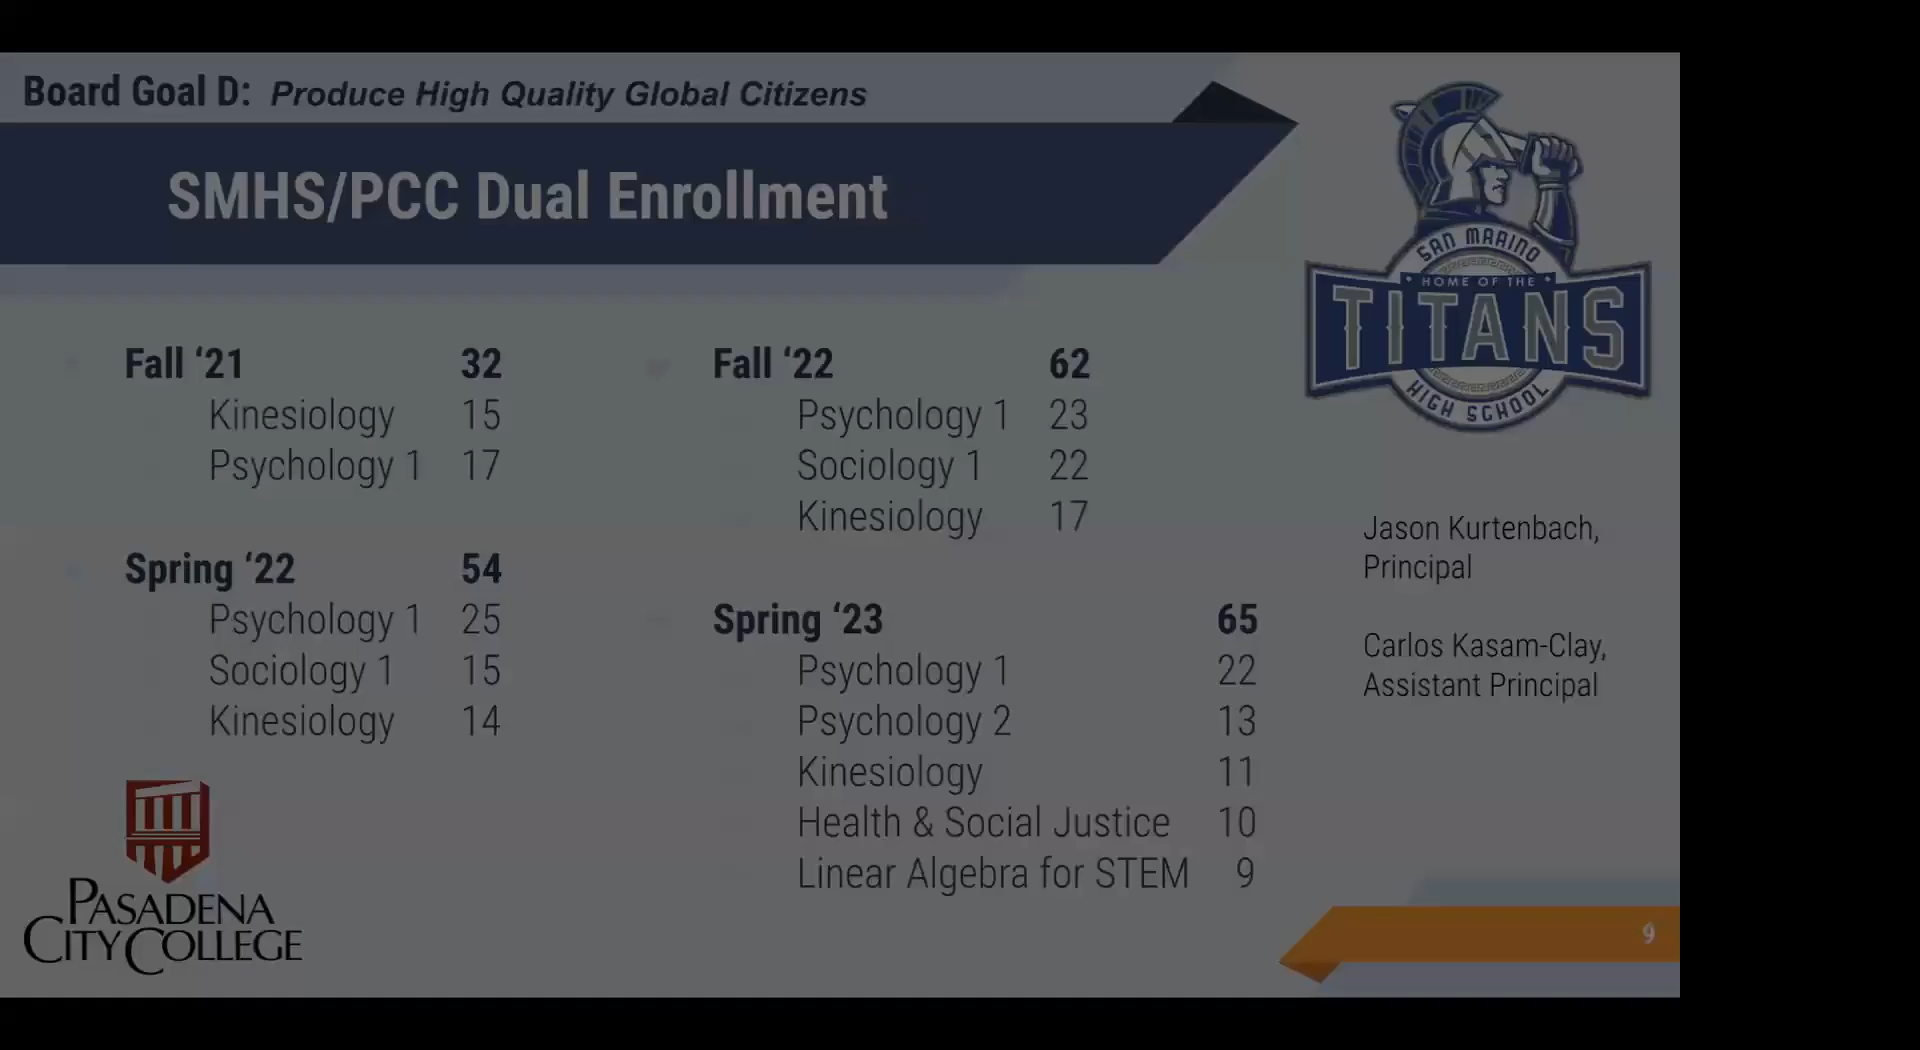 Board Goal D: Produce High Quality Global Citizens
SMHS/PCC Dual Enrollment
Fall ‘21 32
Kinesiology 15
Psychology 1 17
Spring ‘22 54
Psychology 1 25
Sociology 1 15
Kinesiology 14
Fall ‘22 62
Psychology 1 23
Sociology 1 22
Kinesiology 17
Spring ‘23 65
Psychology 1 22
Psychology 2 13
Kinesiology 11
Health & Social Justice 10
Linear Algebra for STEM 9
SAN MARINO
HOME OF THE
TITANS
HIGH SCHOOL
Jason Kurtenbach,
Principal
Carlos Kasam-Clay,
Assistant Principal
PASADENA
CITY COLLEGE
9